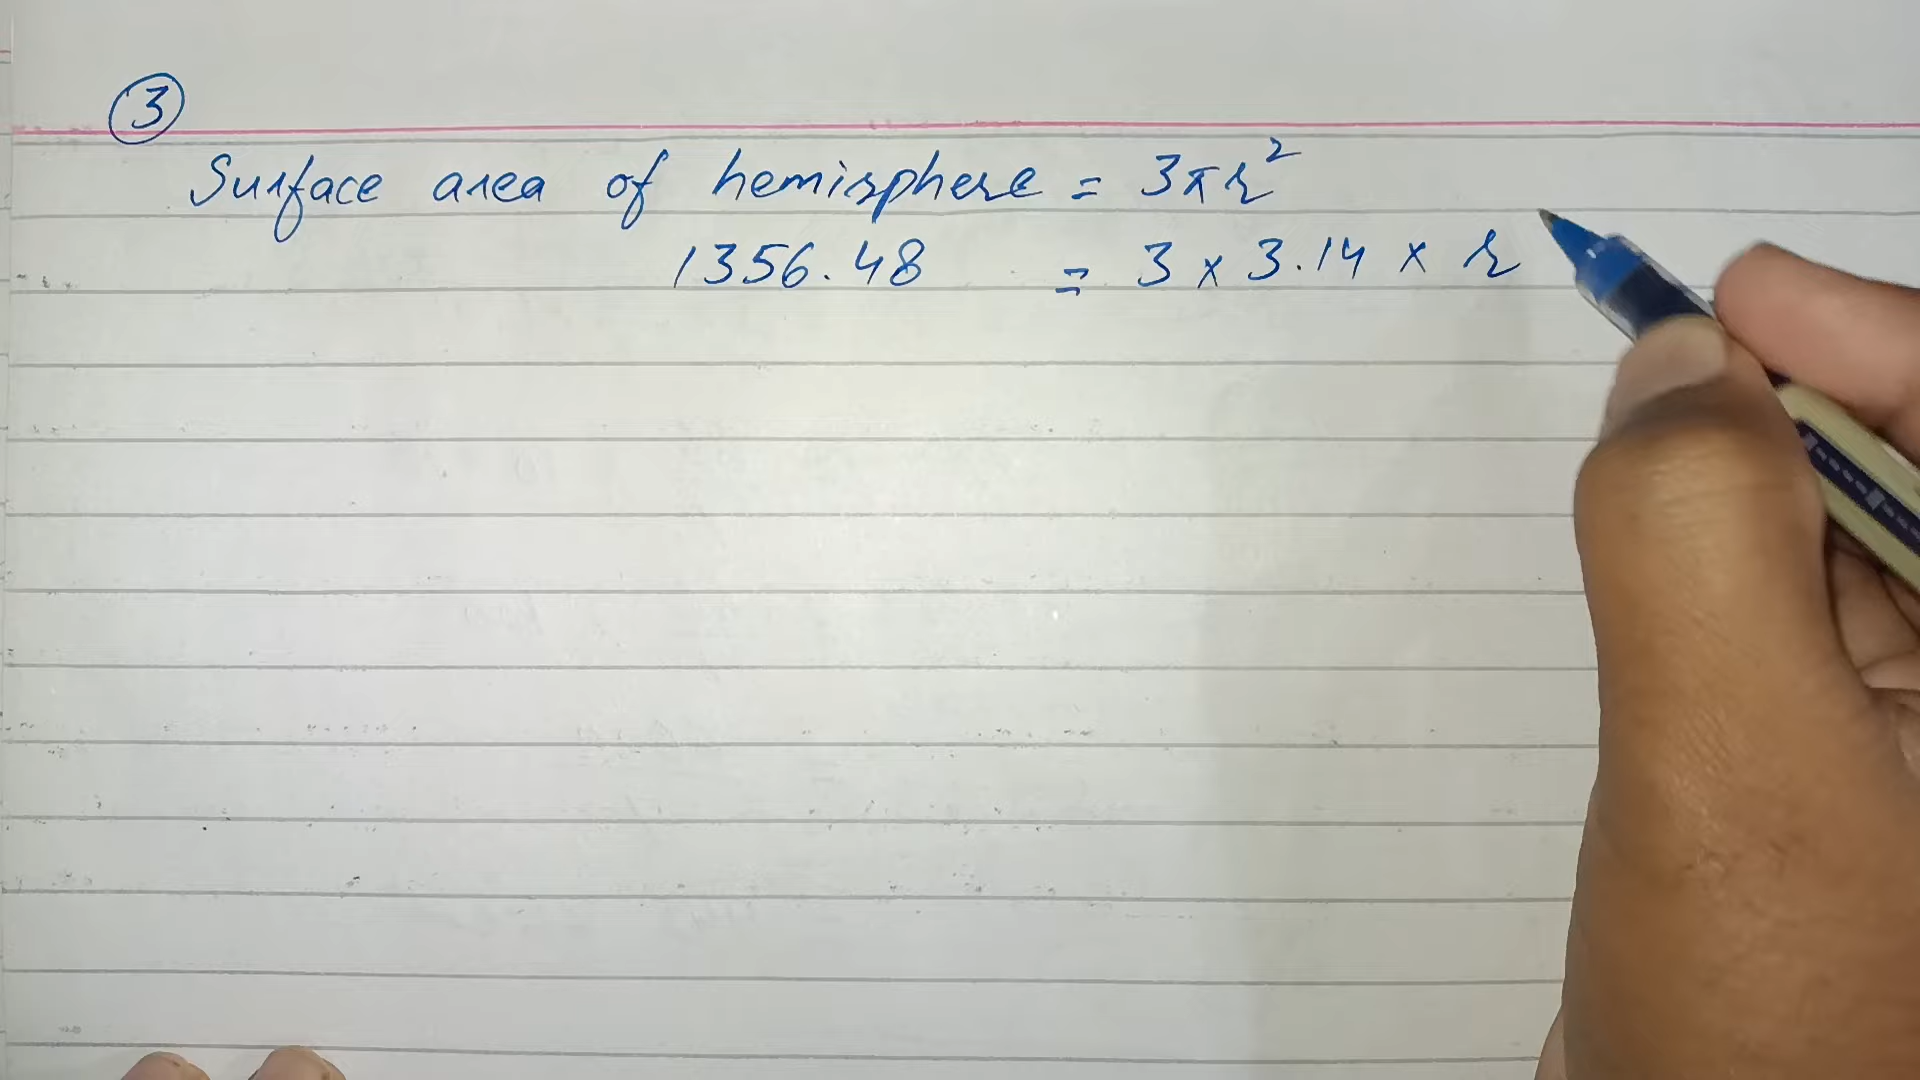 3
Surface area of hemisphere = 3πr²
1356.48 = 3 × 3.14 × r